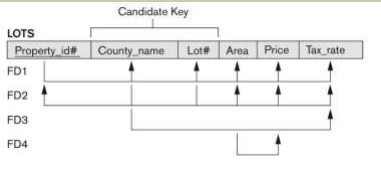 Candidate Key
LOTS
Property_id# County_name Lot# Area Price Tax_rate
FD1
FD2
FD3
FD4